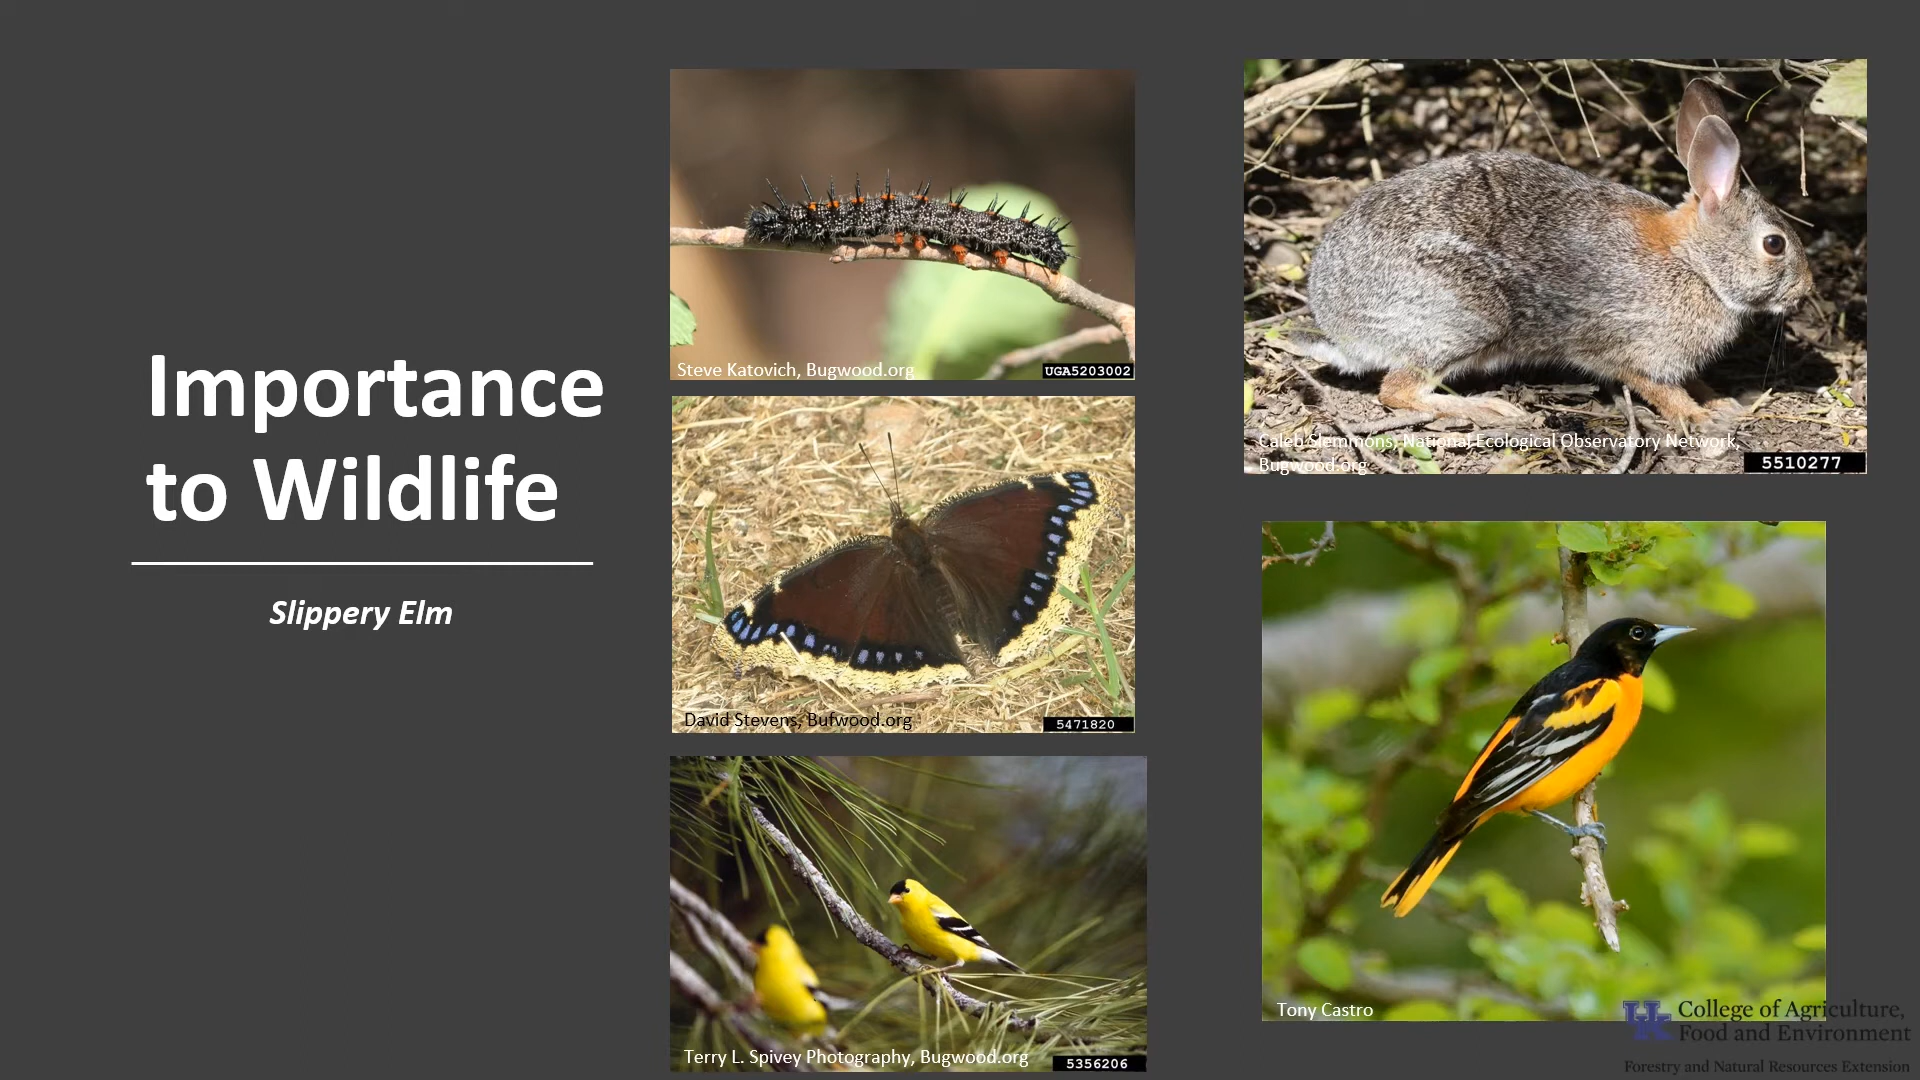 Importance
to Wildlife
Slippery Elm
Steve Katovich, Bugwood.org
UGA5203002
David Stevens, Bufwood.org
5471820
Terry L. Spivey Photography, Bugwood.org
5356206
Caleb Slemmons, National Ecological Observatory Network,
Bugwood.org
5510277
Tony Castro
UK
College of Agriculture,
Food and Environment
Forestry and Natural Resources Extension